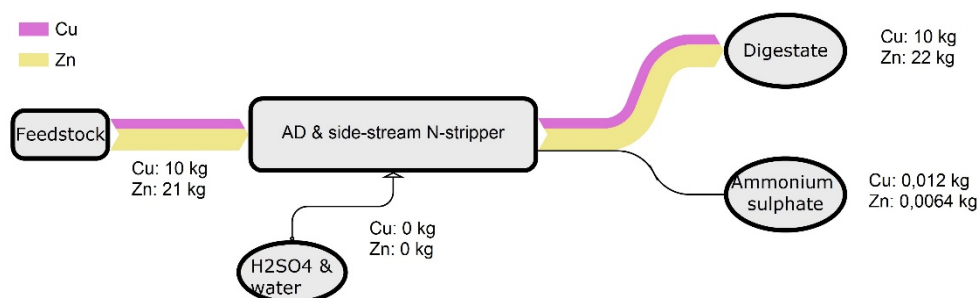 Cu
Zn
Feedstock
Cu: 10 kg
Zn: 21 kg
AD & side-stream N-stripper
Cu: 0 kg
Zn: 0 kg
H2SO4 &
water
Digestate
Cu: 10 kg
Zn: 22 kg
Ammonium
sulphate
Cu: 0,012 kg
Zn: 0,0064 kg